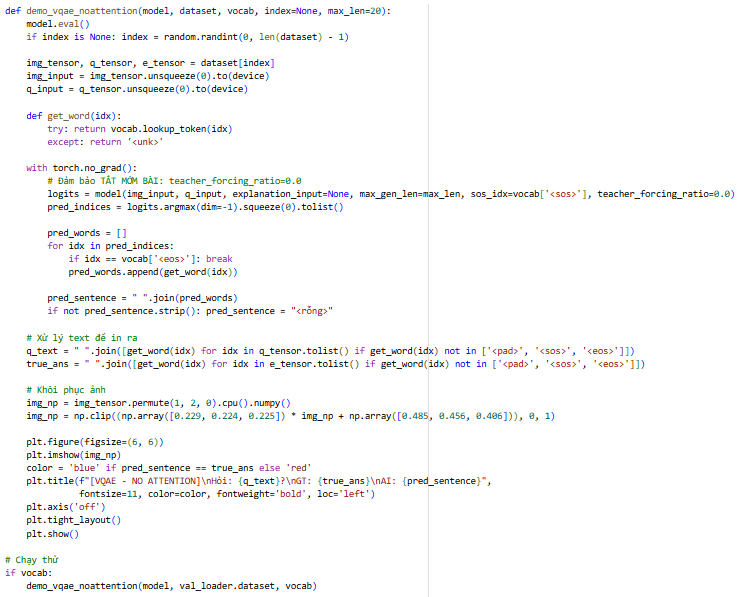 def demo_vqae_noattention(model, dataset, vocab, index=None, max_len=20):
    model.eval()
    if index is None: index = random.randint(0, len(dataset) - 1)

    img_tensor, q_tensor, e_tensor = dataset[index]
    img_input = img_tensor.unsqueeze(0).to(device)
    q_input = q_tensor.unsqueeze(0).to(device)

    def get_word(idx):
        try: return vocab.lookup_token(idx)
        except: return '<unk>'

    with torch.no_grad():
        # Đảm bảo TẮT MỚM BÀI: teacher_forcing_ratio=0.0
        logits = model(img_input, q_input, explanation_input=None, max_gen_len=max_len, sos_idx=vocab['<sos>'], teacher_forcing_ratio=0.0)
        pred_indices = logits.argmax(dim=-1).squeeze(0).tolist()

        pred_words = []
        for idx in pred_indices:
            if idx == vocab['<eos>']: break
            pred_words.append(get_word(idx))

        pred_sentence = " ".join(pred_words)
        if not pred_sentence.strip(): pred_sentence = "<rỗng>"

    # Xử lý text để in ra
    q_text = " ".join([get_word(idx) for idx in q_tensor.tolist() if get_word(idx) not in ['<pad>', '<sos>', '<eos>']])
    true_ans = " ".join([get_word(idx) for idx in e_tensor.tolist() if get_word(idx) not in ['<pad>', '<sos>', '<eos>']])

    # Khôi phục ảnh
    img_np = img_tensor.permute(1, 2, 0).cpu().numpy()
    img_np = np.clip((np.array([0.229, 0.224, 0.225]) * img_np + np.array([0.485, 0.456, 0.406])), 0, 1)

    plt.figure(figsize=(6, 6))
    plt.imshow(img_np)
    color = 'blue' if pred_sentence == true_ans else 'red'
    plt.title(f"[VQAE - NO ATTENTION]\nHỏi: {q_text}?\nGT: {true_ans}\nAI: {pred_sentence}",
              fontsize=11, color=color, fontweight='bold', loc='left')
    plt.axis('off')
    plt.tight_layout()
    plt.show()

# Chạy thử
if vocab:
    demo_vqae_noattention(model, val_loader.dataset, vocab)